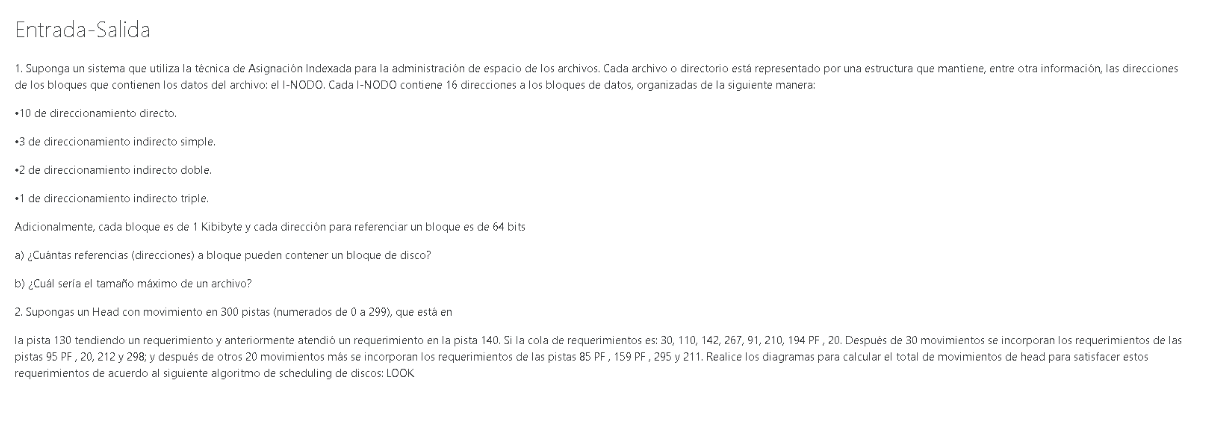 Entrada-Salida
1. Suponga un sistema que utiliza la técnica de Asignación Indexada para la administración de espacio de los archivos. Cada archivo o directorio está representado por una estructura que mantiene, entre otra información, las direcciones
de los bloques que contienen los datos del archivo: el I-NODO. Cada I-NODO contiene 16 direcciones a los bloques de datos, organizadas de la siguiente manera:
•10 de direccionamiento directo.
•3 de direccionamiento indirecto simple.
•2 de direccionamiento indirecto doble.
•1 de direccionamiento indirecto triple.
Adicionalmente, cada bloque es de 1 Kibibyte y cada dirección para referenciar un bloque es de 64 bits
a) ¿Cuántas referencias (direcciones) a bloque pueden contener un bloque de disco?
b) ¿Cuál sería el tamaño máximo de un archivo?
2. Supongas un Head con movimiento en 300 pistas (numerados de 0 a 299), que está en
la pista 130 tendiendo un requerimiento y anteriormente atendió un requerimiento en la pista 140. Si la cola de requerimientos es: 30, 110, 142, 267, 91, 210, 194 PF , 20. Después de 30 movimientos se incorporan los requerimientos de las
pistas 95 PF , 20, 212 y 298; y después de otros 20 movimientos más se incorporan los requerimientos de las pistas 85 PF , 159 PF , 295 y 211. Realice los diagramas para calcular el total de movimientos de head para satisfacer estos
requerimientos de acuerdo al siguiente algoritmo de scheduling de discos: LOOK